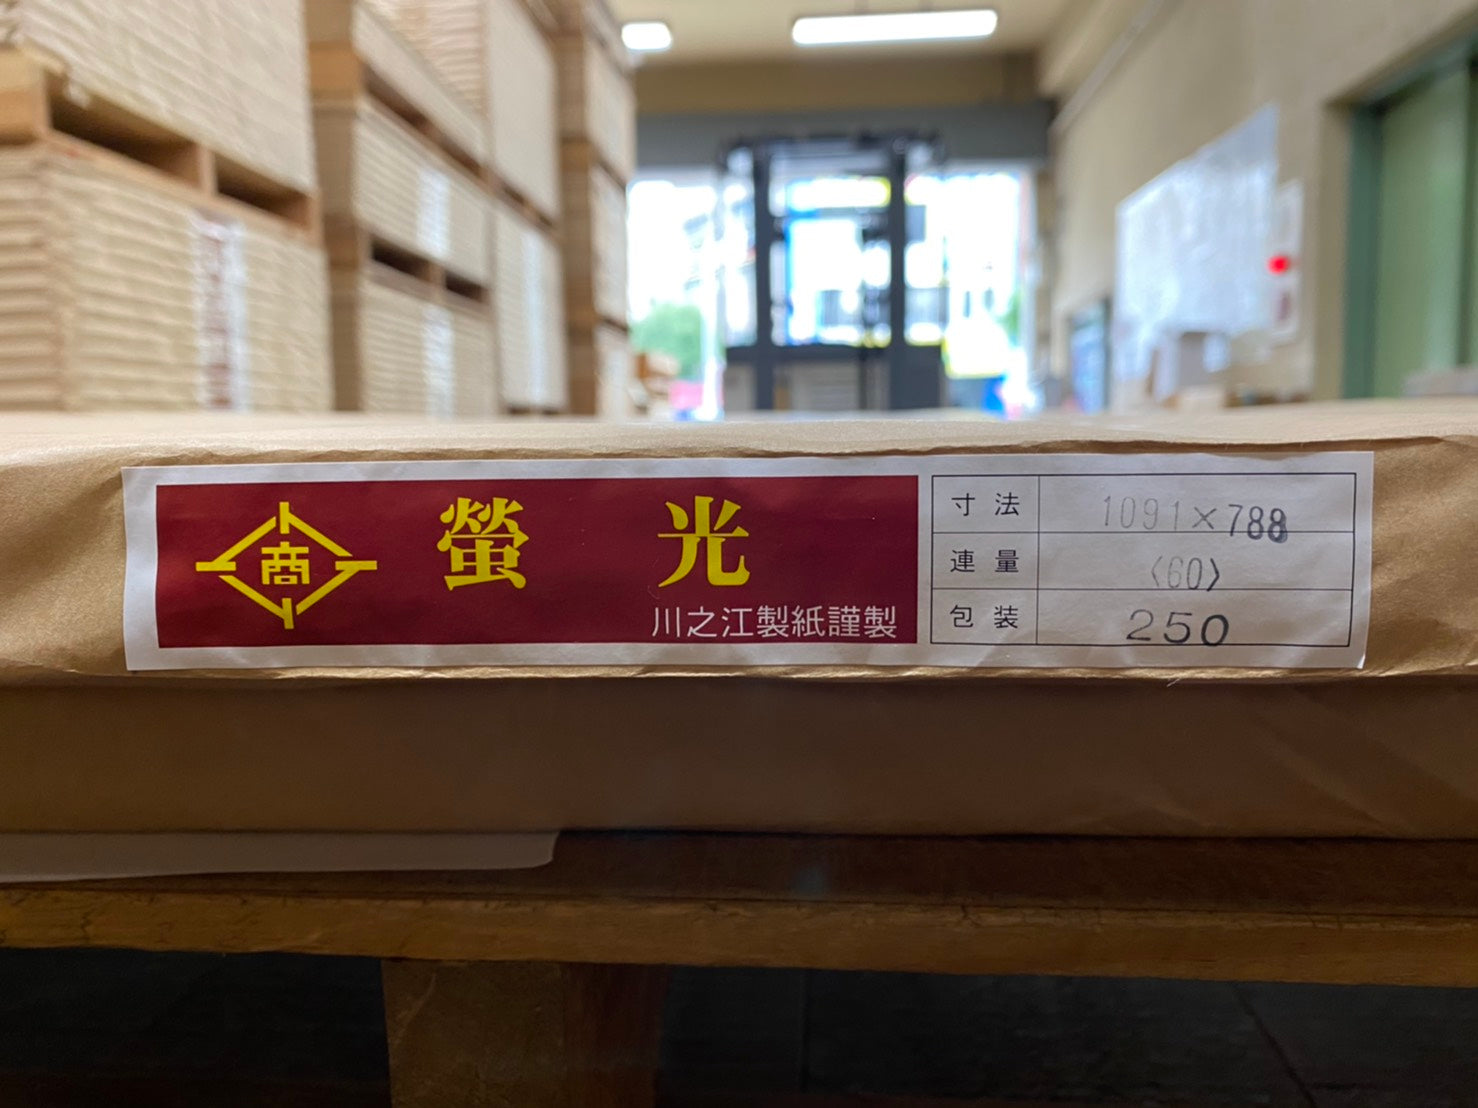 商
螢光
川之江製紙謹製
寸法 1091×788
連量 〈60〉
包装 250